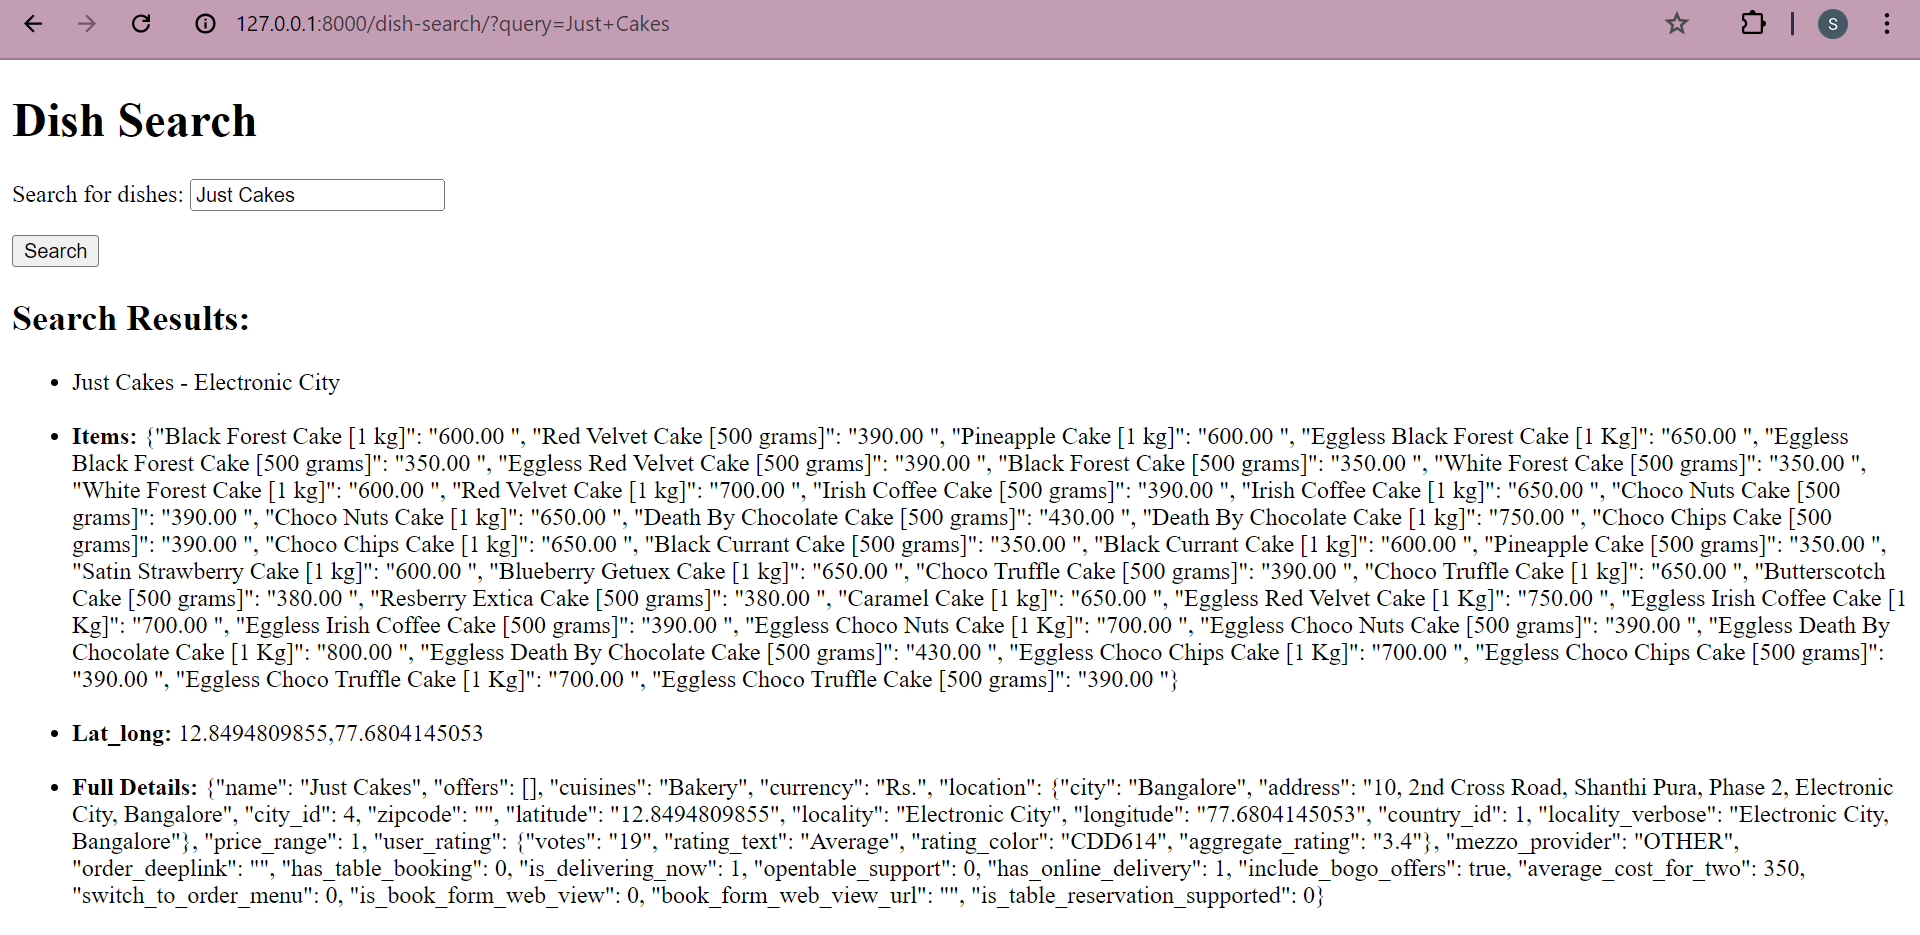 127.0.0.1:8000/dish-search/?query=Just+Cakes
S
Dish Search
Search for dishes: Just Cakes
Search
Search Results:
• Just Cakes - Electronic City
• Items: {"Black Forest Cake [1 kg]": "600.00 ", "Red Velvet Cake [500 grams]": "390.00 ", "Pineapple Cake [1 kg]": "600.00 ", "Eggless Black Forest Cake [1 Kg]": "650.00 ", "Eggless
Black Forest Cake [500 grams]": "350.00 ", "Eggless Red Velvet Cake [500 grams]": "390.00 ", "Black Forest Cake [500 grams]": "350.00 ", "White Forest Cake [500 grams]": "350.00 ",
"White Forest Cake [1 kg]": "600.00 ", "Red Velvet Cake [1 kg]": "700.00 ", "Irish Coffee Cake [500 grams]": "390.00 ", "Irish Coffee Cake [1 kg]": "650.00 ", "Choco Nuts Cake [500
grams]": "390.00 ", "Choco Nuts Cake [1 kg]": "650.00 ", "Death By Chocolate Cake [500 grams]": "430.00 ", "Death By Chocolate Cake [1 kg]": "750.00 ", "Choco Chips Cake [500
grams]": "390.00 ", "Choco Chips Cake [1 kg]": "650.00 ", "Black Currant Cake [500 grams]": "350.00 ", "Black Currant Cake [1 kg]": "600.00 ", "Pineapple Cake [500 grams]": "350.00 ",
"Satin Strawberry Cake [1 kg]": "600.00 ", "Blueberry Getuex Cake [1 kg]": "650.00 ", "Choco Truffle Cake [500 grams]": "390.00 ", "Choco Truffle Cake [1 kg]": "650.00 ", "Butterscotch
Cake [500 grams]": "380.00 ", "Resberry Extica Cake [500 grams]": "380.00 ", "Caramel Cake [1 kg]": "650.00 ", "Eggless Red Velvet Cake [1 Kg]": "750.00 ", "Eggless Irish Coffee Cake [1
Kg]": "700.00 ", "Eggless Irish Coffee Cake [500 grams]": "390.00 ", "Eggless Choco Nuts Cake [1 Kg]": "700.00 ", "Eggless Choco Nuts Cake [500 grams]": "390.00 ", "Eggless Death By
Chocolate Cake [1 Kg]": "800.00 ", "Eggless Death By Chocolate Cake [500 grams]": "430.00 ", "Eggless Choco Chips Cake [1 Kg]": "700.00 ", "Eggless Choco Chips Cake [500 grams]":
"390.00 ", "Eggless Choco Truffle Cake [1 Kg]": "700.00 ", "Eggless Choco Truffle Cake [500 grams]": "390.00 "}
• Lat_long: 12.8494809855,77.6804145053
• Full Details: {"name": "Just Cakes", "offers": [], "cuisines": "Bakery", "currency": "Rs.", "location": {"city": "Bangalore", "address": "10, 2nd Cross Road, Shanthi Pura, Phase 2, Electronic
City, Bangalore", "city_id": 4, "zipcode": "", "latitude": "12.8494809855", "locality": "Electronic City", "longitude": "77.6804145053", "country_id": 1, "locality_verbose": "Electronic City,
Bangalore"}, "price_range": 1, "user_rating": {"votes": "19", "rating_text": "Average", "rating_color": "CDD614", "aggregate_rating": "3.4"}, "mezzo_provider": "OTHER",
"order_deeplink": "", "has_table_booking": 0, "is_delivering_now": 1, "opentable_support": 0, "has_online_delivery": 1, "include_bogo_offers": true, "average_cost_for_two": 350,
"switch_to_order_menu": 0, "is_book_form_web_view": 0, "book_form_web_view_url": "", "is_table_reservation_supported": 0}